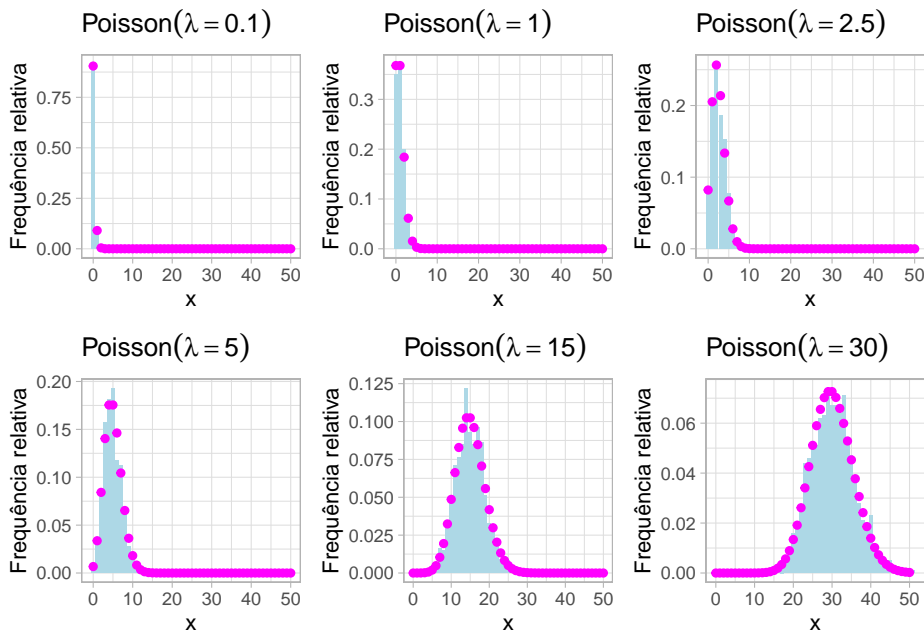 Poisson(λ = 0.1)
Frequência relativa
0.75
0.50
0.25
0.00
0 10 20 30 40 50
x
Poisson(λ = 1)
Frequência relativa
0.3
0.2
0.1
0.0
0 10 20 30 40 50
x
Poisson(λ = 2.5)
Frequência relativa
0.2
0.1
0.0
0 10 20 30 40 50
x
Poisson(λ = 5)
Frequência relativa
0.20
0.15
0.10
0.05
0.00
0 10 20 30 40 50
x
Poisson(λ = 15)
Frequência relativa
0.125
0.100
0.075
0.050
0.025
0.000
0 10 20 30 40 50
x
Poisson(λ = 30)
Frequência relativa
0.06
0.04
0.02
0.00
0 10 20 30 40 50
x